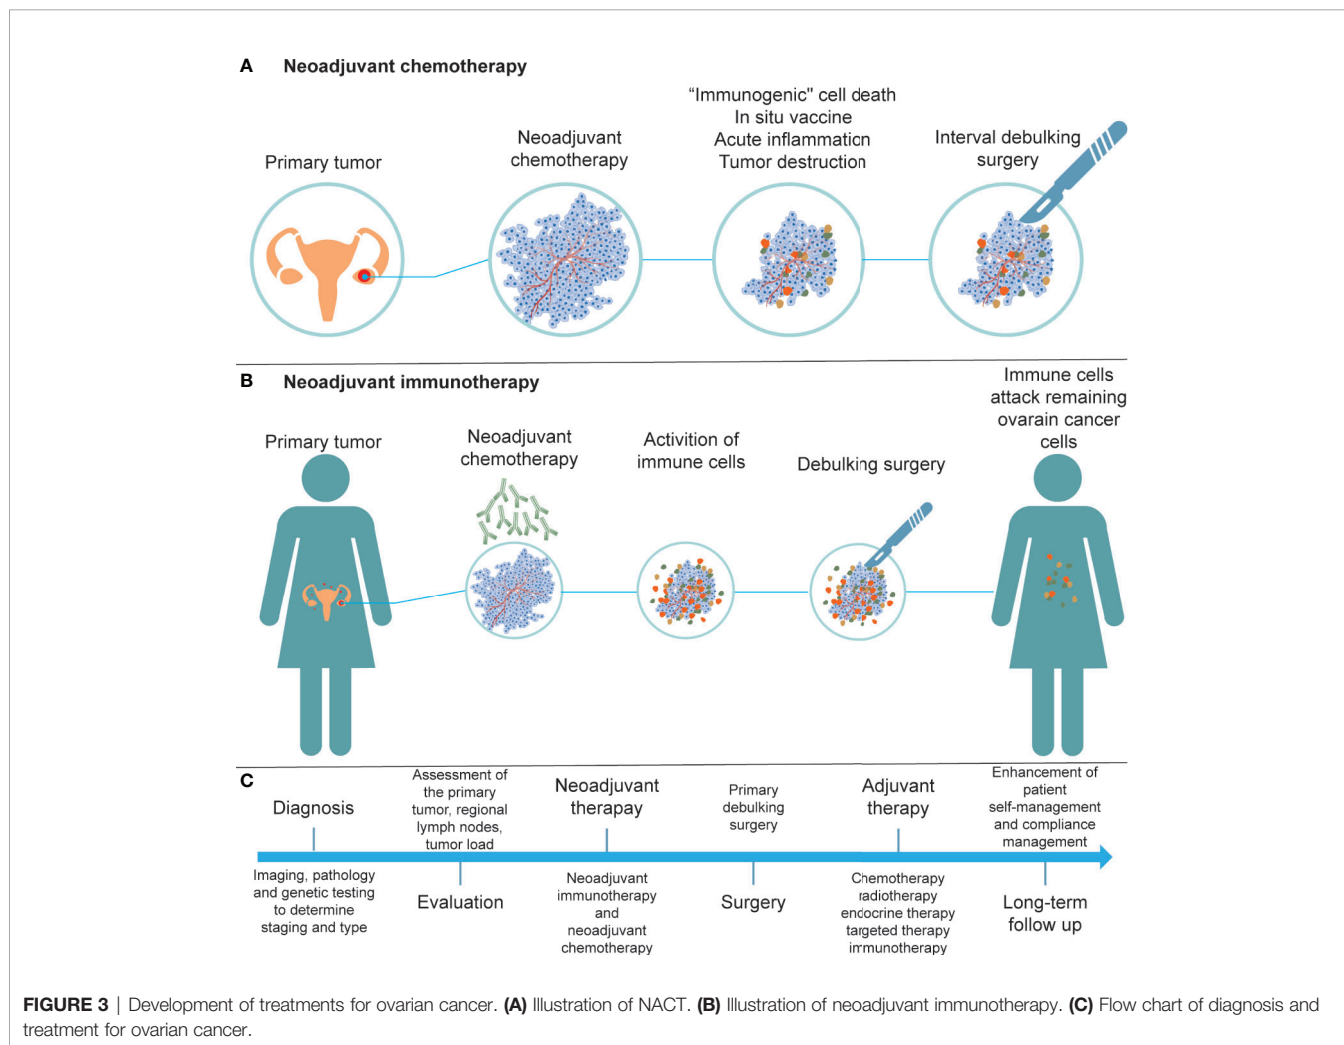 A Neoadjuvant chemotherapy
Primary tumor
Neoadjuvant
chemotherapy
“Immunogenic" cell death
In situ vaccine
Acute inflammation
Tumor destruction
Interval debulking
surgery
B Neoadjuvant immunotherapy
Primary tumor
Neoadjuvant
chemotherapy
Activition of
immune cells
Debulking surgery
Immune cells
attack remaining
ovarain cancer
cells
C
Diagnosis
Imaging, pathology
and genetic testing
to determine
staging and type
Assessment of
the primary
tumor, regional
lymph nodes,
tumor load
Evaluation
Neoadjuvant
therapay
Neoadjuvant
immunotherapy
and
neoadjuvant
chemotherapy
Primary
debulking
surgery
Surgery
Adjuvant
therapy
Chemotherapy
radiotherapy
endocrine therapy
targeted therapy
immunotherapy
Enhancement of
patient
self-management
and compliance
management
Long-term
follow up
FIGURE 3 | Development of treatments for ovarian cancer. (A) Illustration of NACT. (B) Illustration of neoadjuvant immunotherapy. (C) Flow chart of diagnosis and
treatment for ovarian cancer.